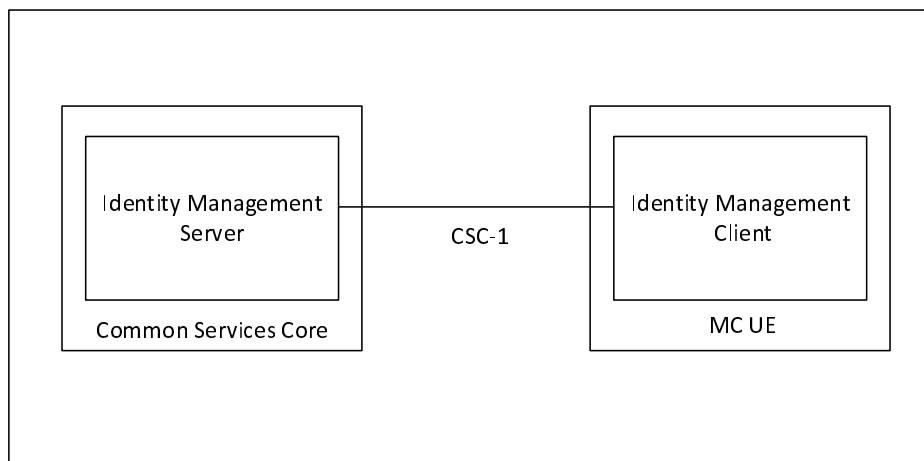 Identity Management
Server
Common Services Core
CSC-1
Identity Management
Client
MC UE